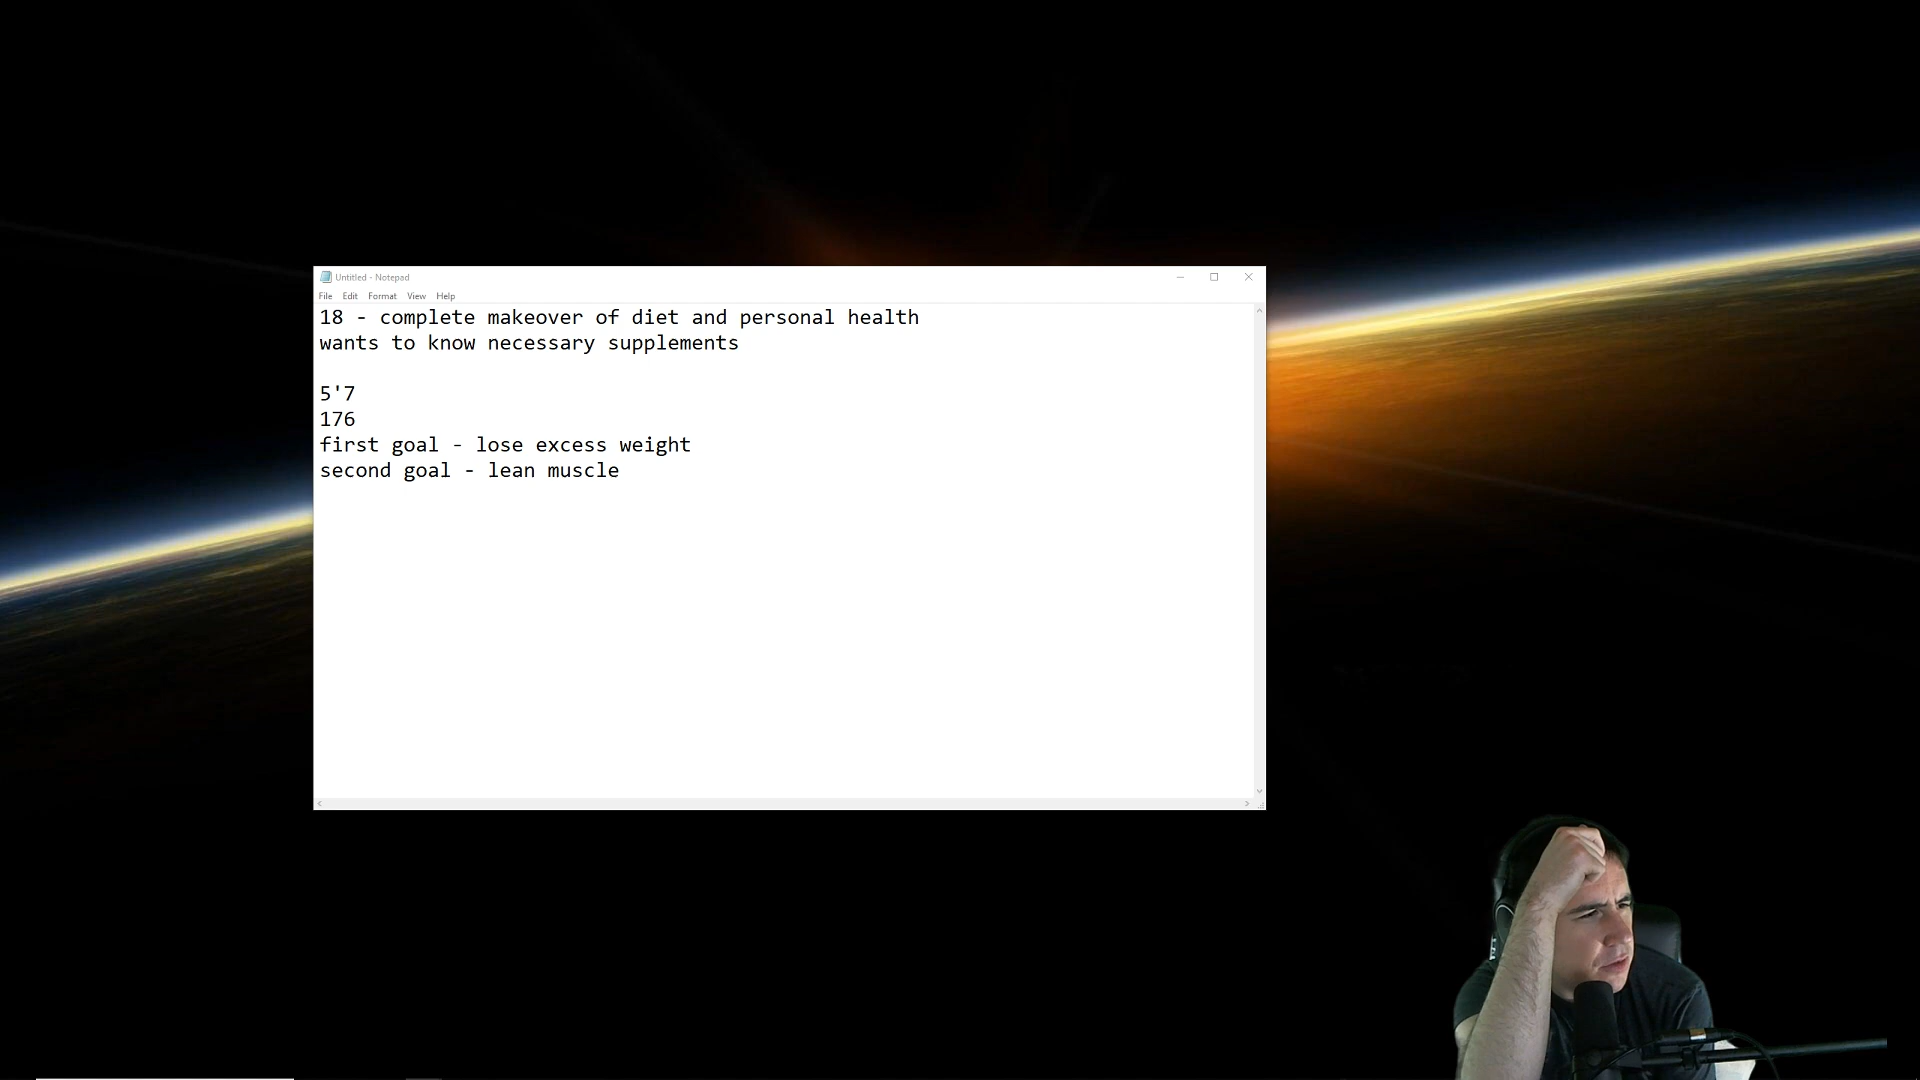 Untitled - Notepad
File Edit Format View Help
18 - complete makeover of diet and personal health
wants to know necessary supplements
5'7
176
first goal - lose excess weight
second goal - lean muscle